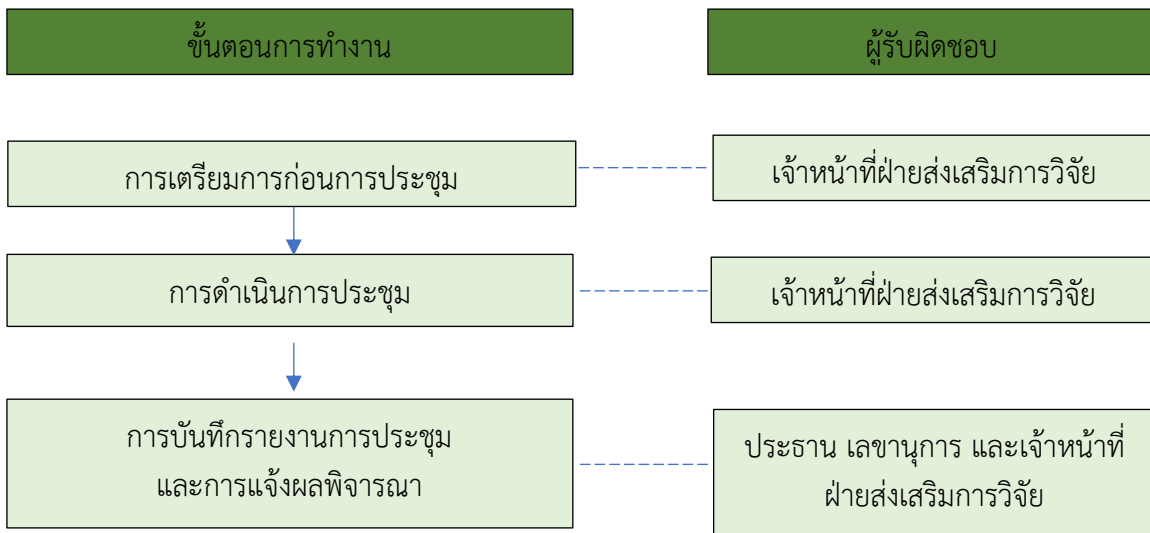 ขั้นตอนการทำงาน
ผู้รับผิดชอบ
การเตรียมการก่อนการประชุม
เจ้าหน้าที่ฝ่ายส่งเสริมการวิจัย
การดำเนินการประชุม
เจ้าหน้าที่ฝ่ายส่งเสริมการวิจัย
การบันทึกรายงานการประชุม
และการแจ้งผลพิจารณา
ประธาน เลขานุการ และเจ้าหน้าที่
ฝ่ายส่งเสริมการวิจัย